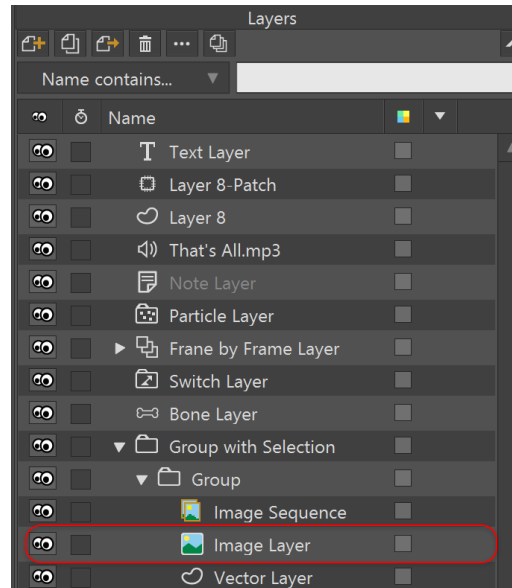 Layers
Name contains...
Name
T Text Layer
Layer 8-Patch
Layer 8
That's All.mp3
Note Layer
Particle Layer
Frane by Frame Layer
Switch Layer
Bone Layer
Group with Selection
Group
Image Sequence
Image Layer
Vector Layer